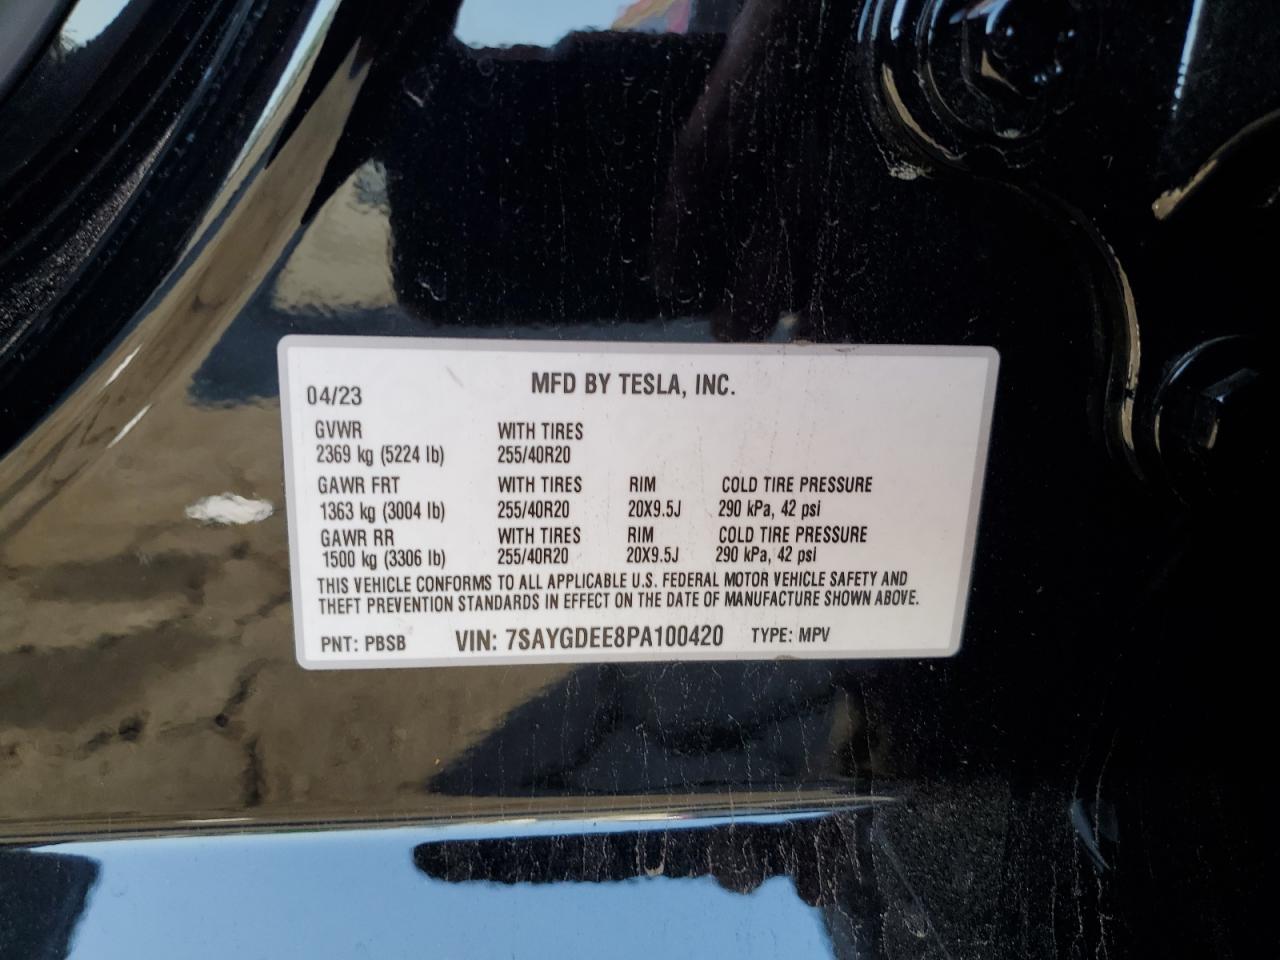 04/23 MFD BY TESLA, INC.
GVWR WITH TIRES
2369 kg (5224 lb) 255/40R20
GAWR FRT WITH TIRES RIM COLD TIRE PRESSURE
1363 kg (3004 lb) 255/40R20 20X9.5J 290 kPa, 42 psi
GAWR RR WITH TIRES RIM COLD TIRE PRESSURE
1500 kg (3306 lb) 255/40R20 20X9.5J 290 kPa, 42 psi
THIS VEHICLE CONFORMS TO ALL APPLICABLE U.S. FEDERAL MOTOR VEHICLE SAFETY AND
THEFT PREVENTION STANDARDS IN EFFECT ON THE DATE OF MANUFACTURE SHOWN ABOVE.
PNT: PBSB VIN: 7SAYGDEE8PA100420 TYPE: MPV